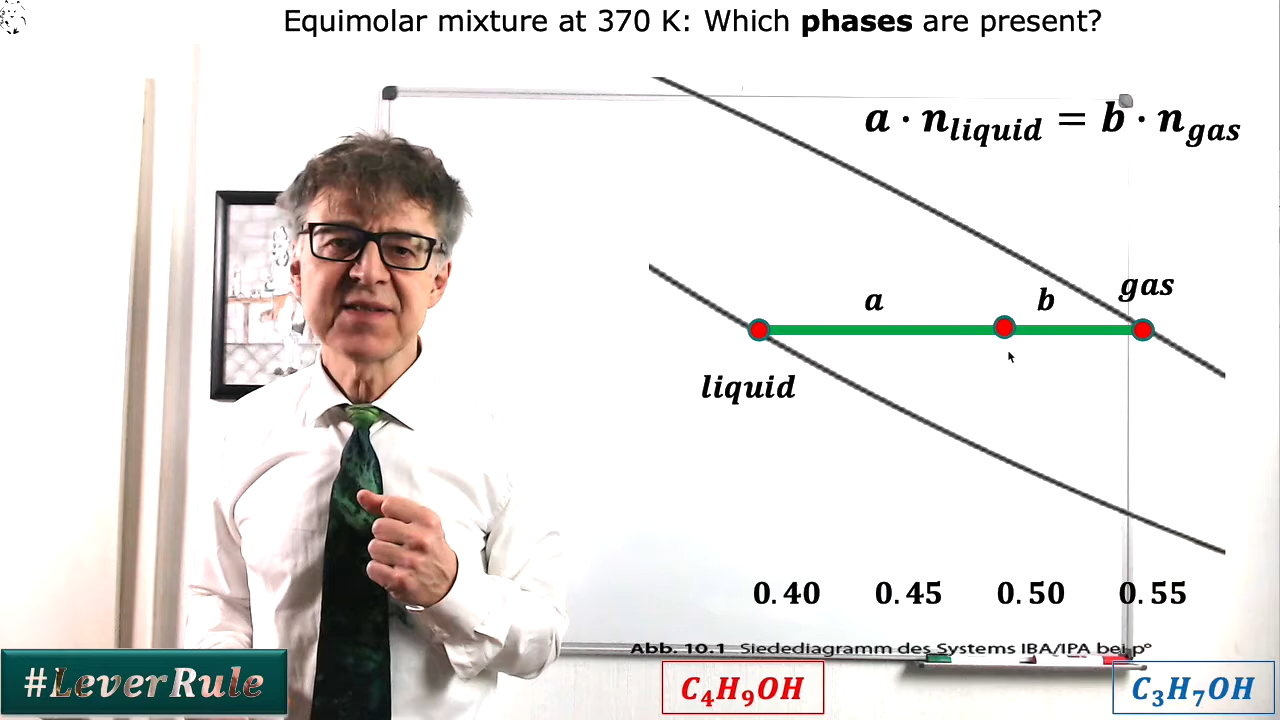 Equimolar mixture at 370 K: Which phases are present?
a · n_liquid = b · n_gas
a
b
gas
liquid
0.40 0.45 0.50 0.55
Abb. 10.1 Siedediagramm des Systems IBA/IPA bei p°
#LeverRule
C₄H₉OH
C₃H₇OH